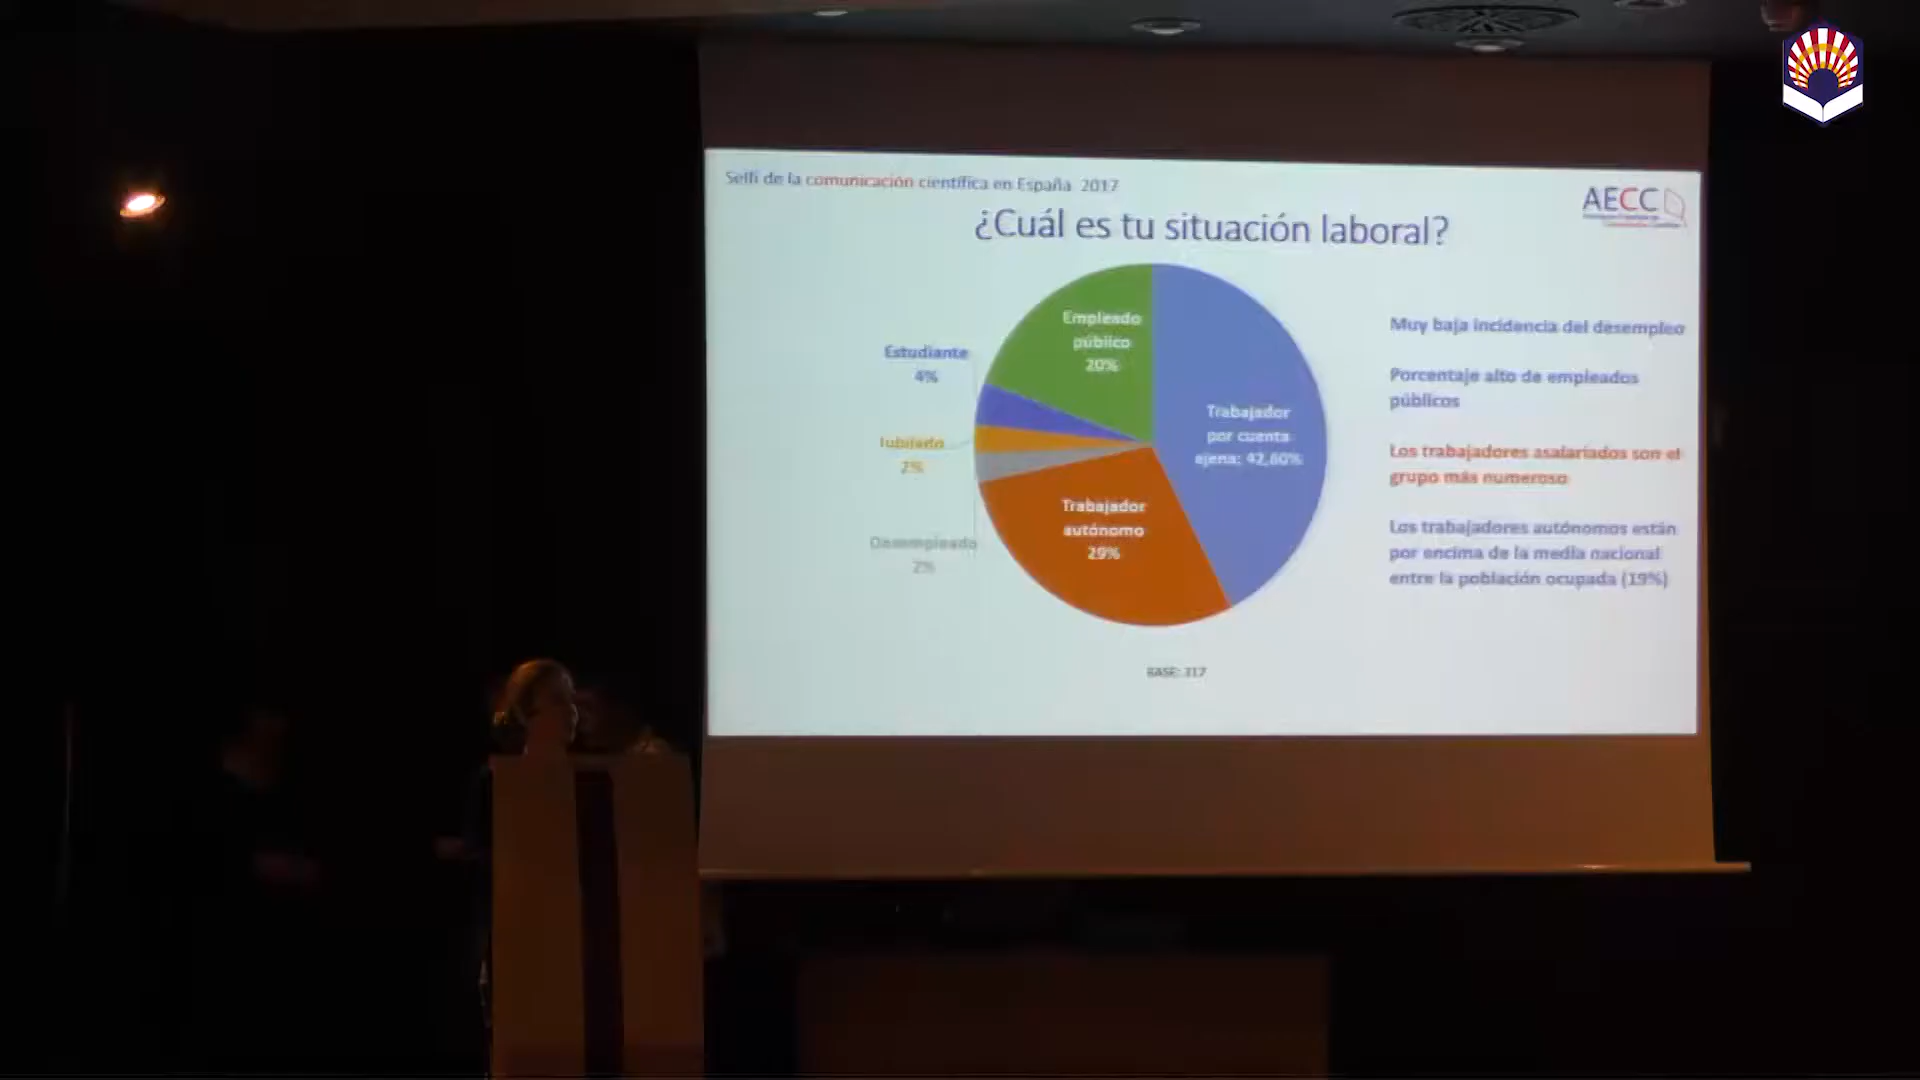 Selfi de la comunicación científica en España 2017
AECC
¿Cuál es tu situación laboral?
Empleado
público
20%
Estudiante
4%
Jubilado
2%
Desempleado
2%
Trabajador
autónomo
29%
Trabajador
por cuenta
ajena: 42,60%
Muy baja incidencia del desempleo
Porcentaje alto de empleados
públicos
Los trabajadores asalariados son el
grupo más numeroso
Los trabajadores autónomos están
por encima de la media nacional
entre la población ocupada (19%)
BASE: 317